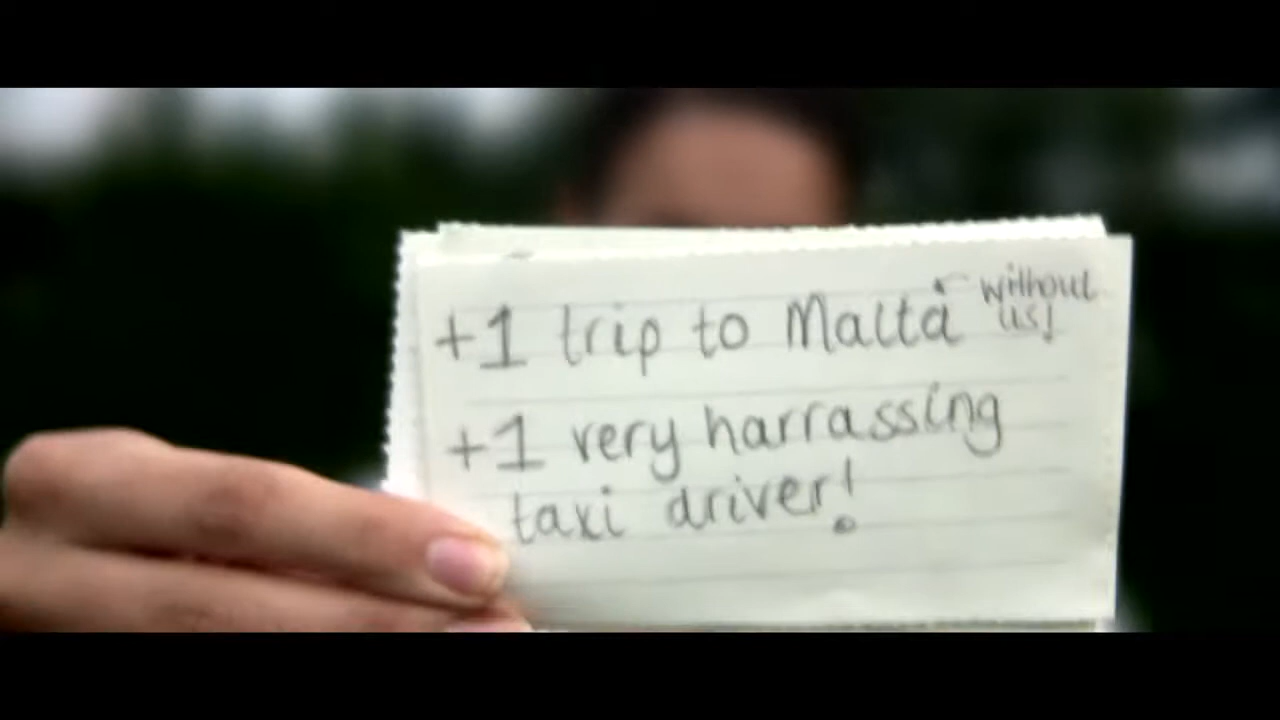 +1 trip to Malta without
us!
+1 very harrassing
taxi driver!